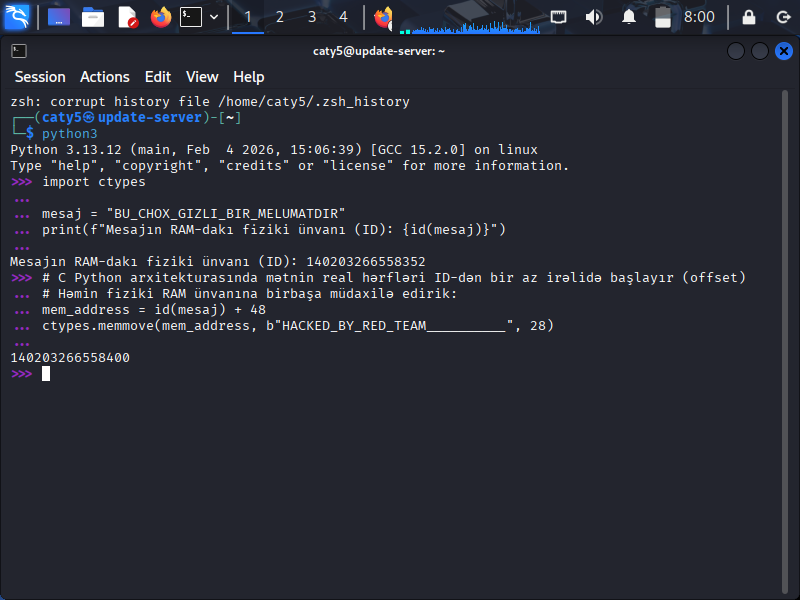 1 2 3 4 8:00
caty5@update-server: ~
Session Actions Edit View Help
zsh: corrupt history file /home/caty5/.zsh_history
┌──(caty5㉿update-server)-[~]
└─$ python3
Python 3.13.12 (main, Feb  4 2026, 15:06:39) [GCC 15.2.0] on linux
Type "help", "copyright", "credits" or "license" for more information.
>>> import ctypes
...
... mesaj = "BU_CHOX_GIZLI_BIR_MELUMATDIR"
... print(f"Mesajın RAM-dakı fiziki ünvanı (ID): {id(mesaj)}")
...
Mesajın RAM-dakı fiziki ünvanı (ID): 140203266558352
>>> # C Python arxitekturasında mətnin real hərfləri ID-dən bir az irəlidə başlayır (offset)
... # Həmin fiziki RAM ünvanına birbaşa müdaxilə edirik:
... mem_address = id(mesaj) + 48
... ctypes.memmove(mem_address, b"HACKED_BY_RED_TEAM__________", 28)
...
140203266558400
>>>